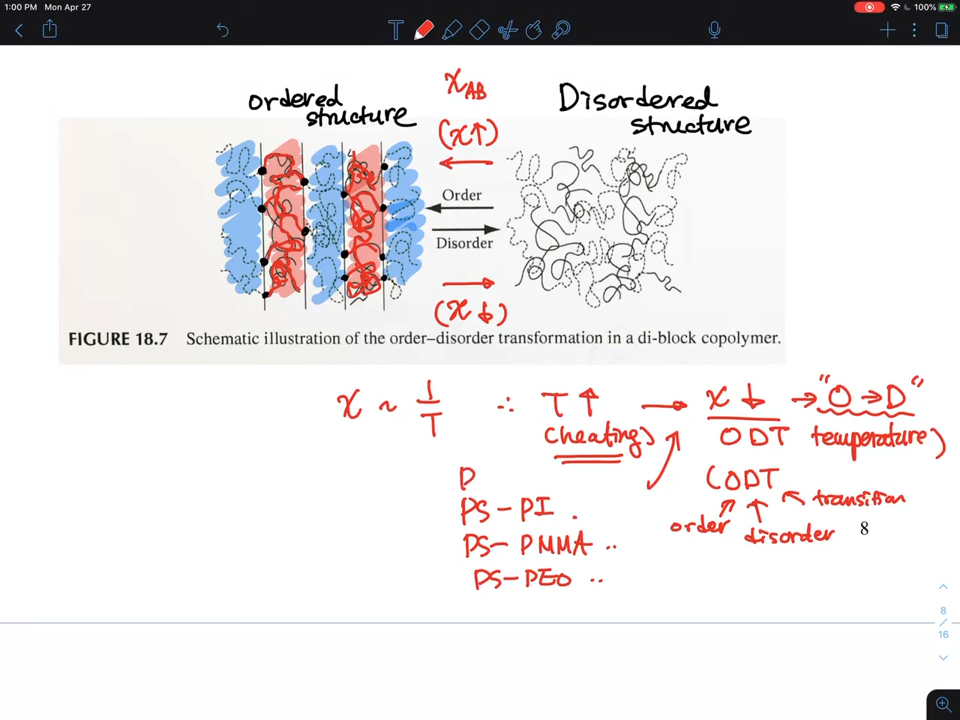 1:00 PM Mon Apr 27
100%
χAB
Ordered structure
Disordered structure
(χ↑)
Order
Disorder
(χ↓)
FIGURE 18.7 Schematic illustration of the order–disorder transformation in a di-block copolymer.
χ ~ 1/T ∴ T↑ → χ↓ → "O → D"
(heating) ODT temperature)
P (ODT
transition
PS-PI .
order disorder 8
PS-PMMA ..
PS-PEO ..
8
/
16